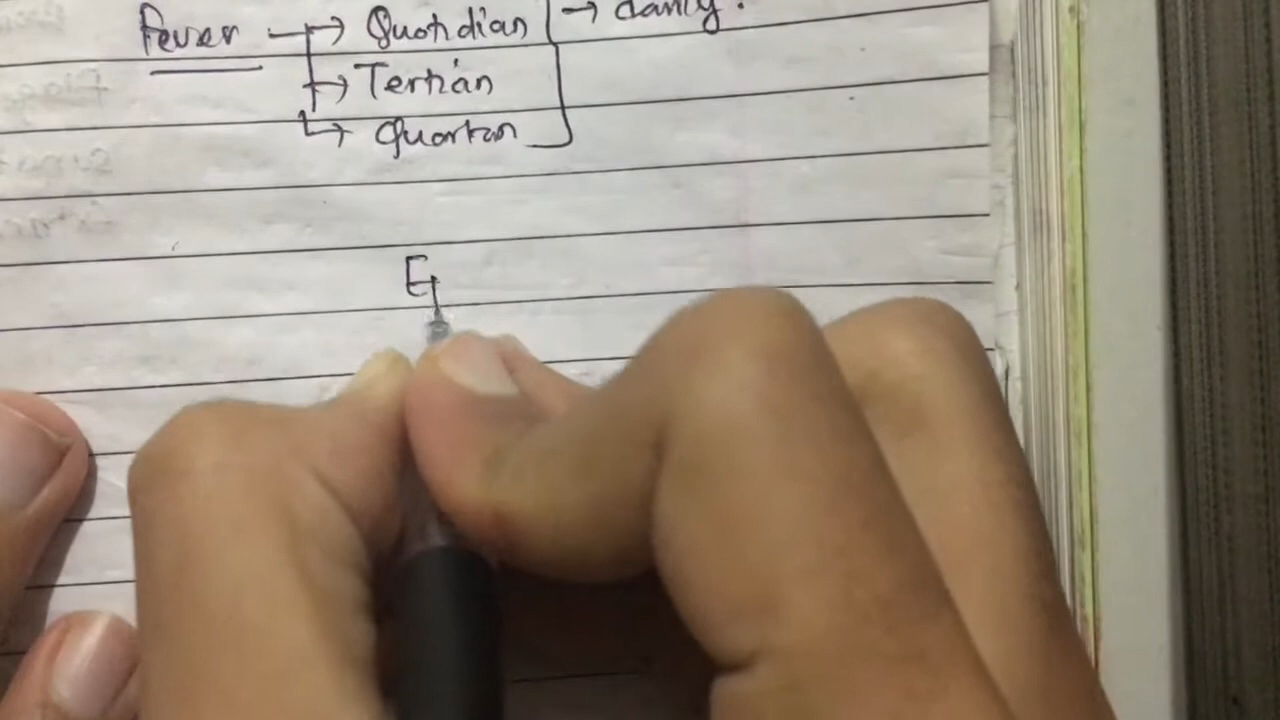 Fever → Quotidian → daily.
→ Tertian
→ Quartan
E